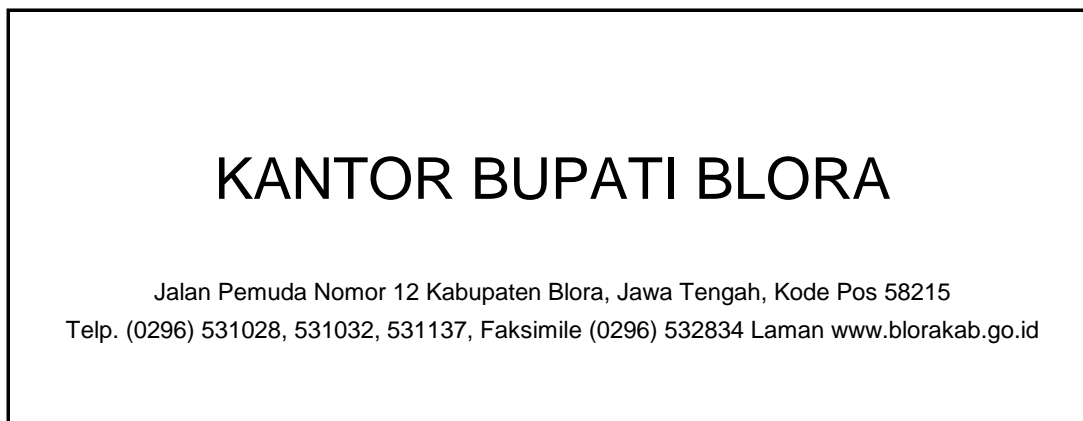 KANTOR BUPATI BLORA
Jalan Pemuda Nomor 12 Kabupaten Blora, Jawa Tengah, Kode Pos 58215
Telp. (0296) 531028, 531032, 531137, Faksimile (0296) 532834 Laman www.blorakab.go.id